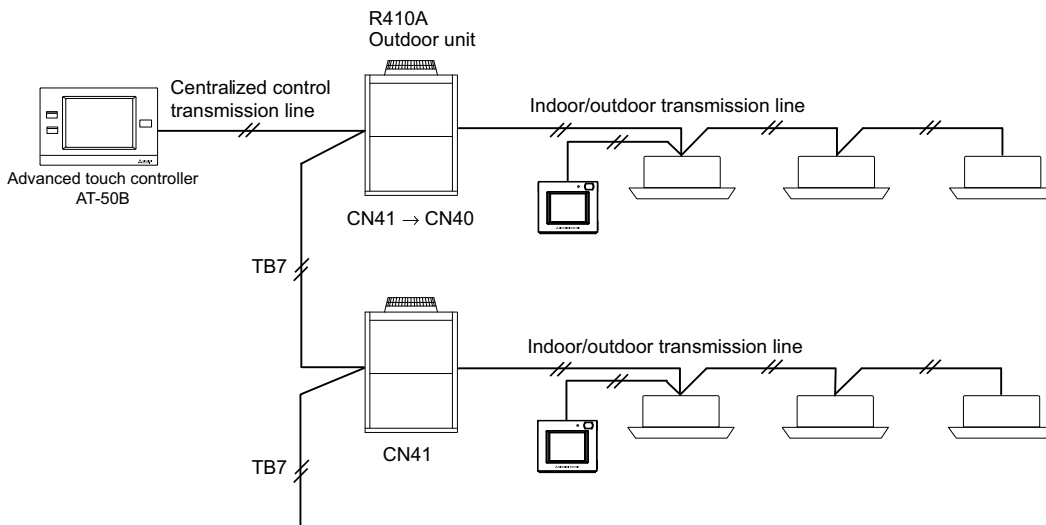 R410A
Outdoor unit
Centralized control
transmission line
Indoor/outdoor transmission line
Advanced touch controller
AT-50B
CN41 → CN40
TB7
Indoor/outdoor transmission line
CN41
TB7